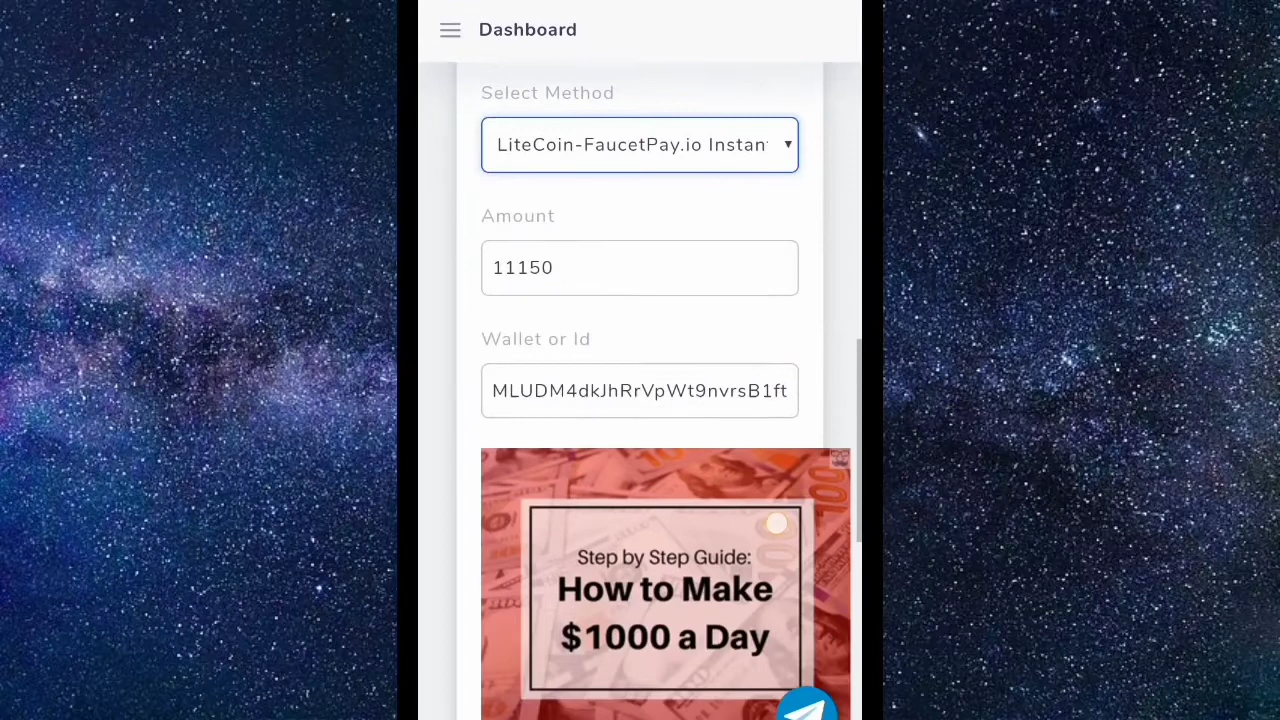 Dashboard
Select Method
LiteCoin-FaucetPay.io Instan
Amount
11150
Wallet or Id
MLUDM4dkJhRrVpWt9nvrsB1ft
Step by Step Guide:
How to Make
$1000 a Day